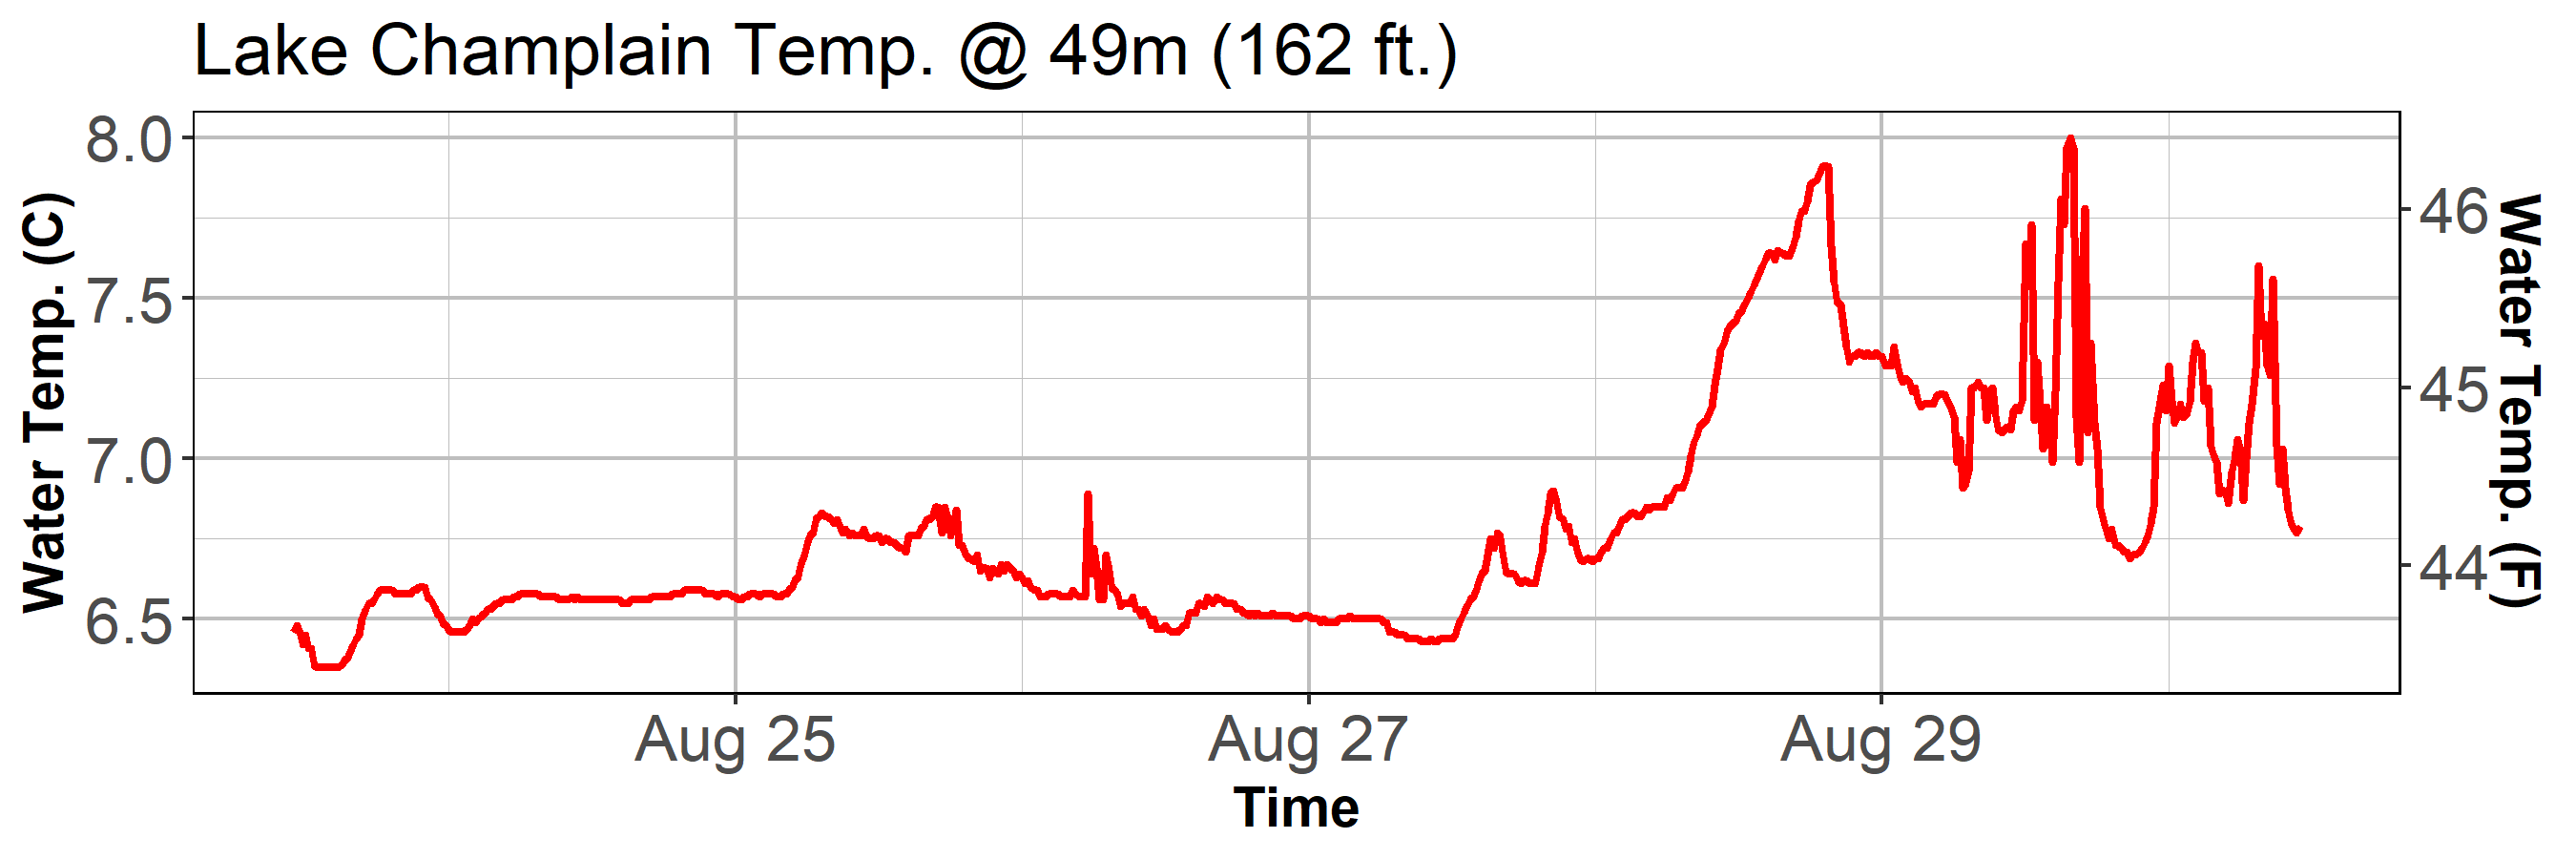 Lake Champlain Temp. @ 49m (162 ft.)
Water Temp. (C)
8.0
7.5
7.0
6.5
46
45
44
Water Temp. (F)
Aug 25
Aug 27
Aug 29
Time